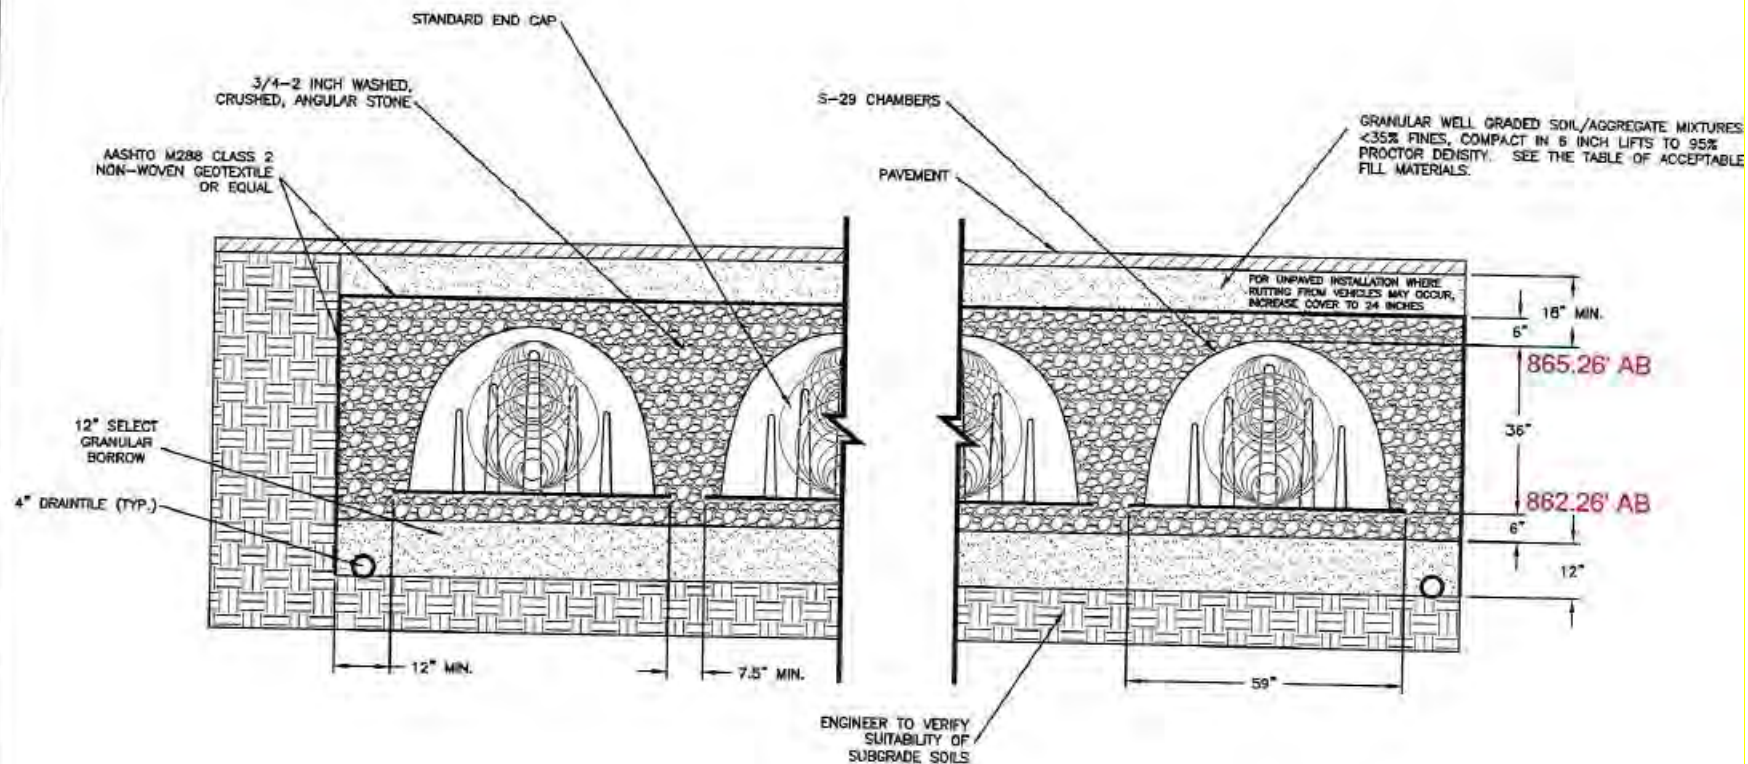 STANDARD END CAP
3/4-2 INCH WASHED,
CRUSHED, ANGULAR STONE
AASHTO M288 CLASS 2
NON-WOVEN GEOTEXTILE
OR EQUAL
S-29 CHAMBERS
PAVEMENT
GRANULAR WELL GRADED SOIL/AGGREGATE MIXTURES
<35% FINES, COMPACT IN 6 INCH LIFTS TO 95%
PROCTOR DENSITY. SEE THE TABLE OF ACCEPTABLE
FILL MATERIALS.
FOR UNPAVED INSTALLATION WHERE
RUTTING FROM VEHICLES MAY OCCUR,
INCREASE COVER TO 24 INCHES
18" MIN.
6"
865.26' AB
36"
862.26' AB
6"
12"
12" SELECT
GRANULAR
BORROW
4" DRAINTILE (TYP.)
12" MIN.
7.5" MIN.
59"
ENGINEER TO VERIFY
SUITABILITY OF
SUBGRADE SOILS